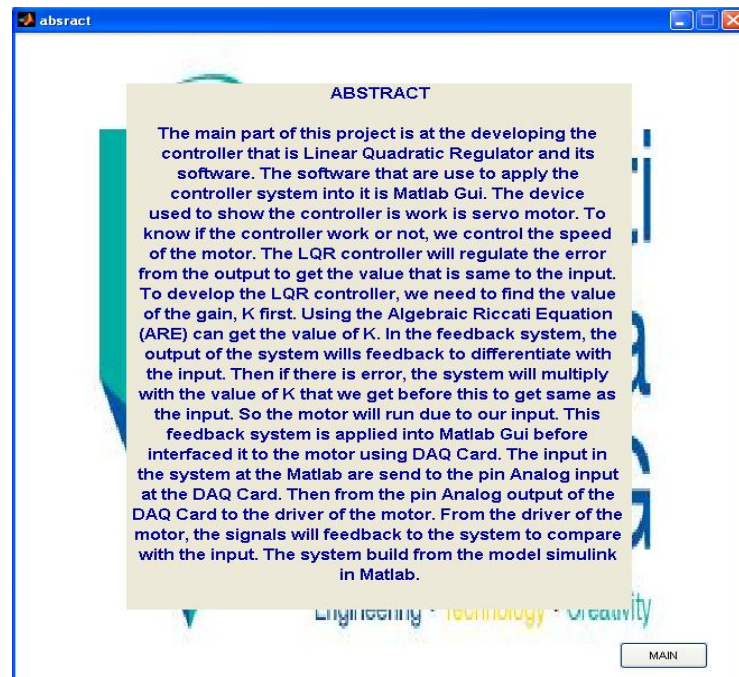 absract
ABSTRACT
The main part of this project is at the developing the
controller that is Linear Quadratic Regulator and its
software. The software that are use to apply the
controller system into it is Matlab Gui. The device
used to show the controller is work is servo motor. To
know if the controller work or not, we control the speed
of the motor. The LQR controller will regulate the error
from the output to get the value that is same to the input.
To develop the LQR controller, we need to find the value
of the gain, K first. Using the Algebraic Riccati Equation
(ARE) can get the value of K. In the feedback system, the
output of the system wills feedback to differentiate with
the input. Then if there is error, the system will multiply
with the value of K that we get before this to get same as
the input. So the motor will run due to our input. This
feedback system is applied into Matlab Gui before
interfaced it to the motor using DAQ Card. The input in
the system at the Matlab are send to the pin Analog input
at the DAQ Card. Then from the pin Analog output of the
DAQ Card to the driver of the motor. From the driver of the
motor, the signals will feedback to the system to compare
with the input. The system build from the model simulink
in Matlab.
Engineering • Technology • Creativity
MAIN